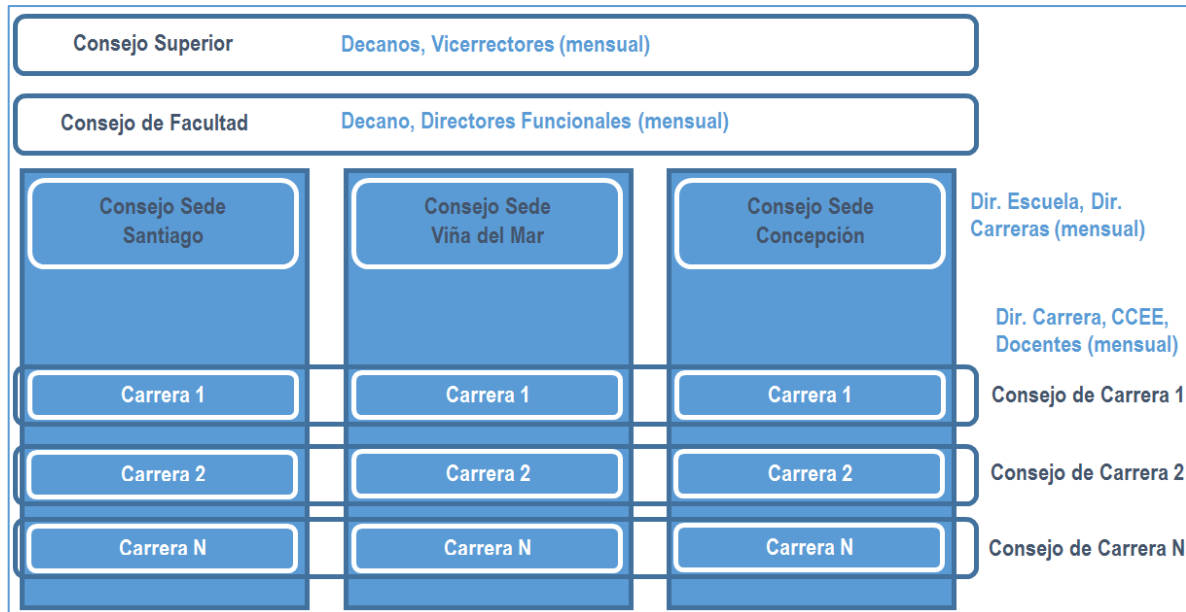 Consejo Superior Decanos, Vicerrectores (mensual)
Consejo de Facultad Decano, Directores Funcionales (mensual)
Consejo Sede
Santiago
Consejo Sede
Viña del Mar
Consejo Sede
Concepción
Dir. Escuela, Dir.
Carreras (mensual)
Dir. Carrera, CCEE,
Docentes (mensual)
Carrera 1 Carrera 1 Carrera 1 Consejo de Carrera 1
Carrera 2 Carrera 2 Carrera 2 Consejo de Carrera 2
Carrera N Carrera N Carrera N Consejo de Carrera N